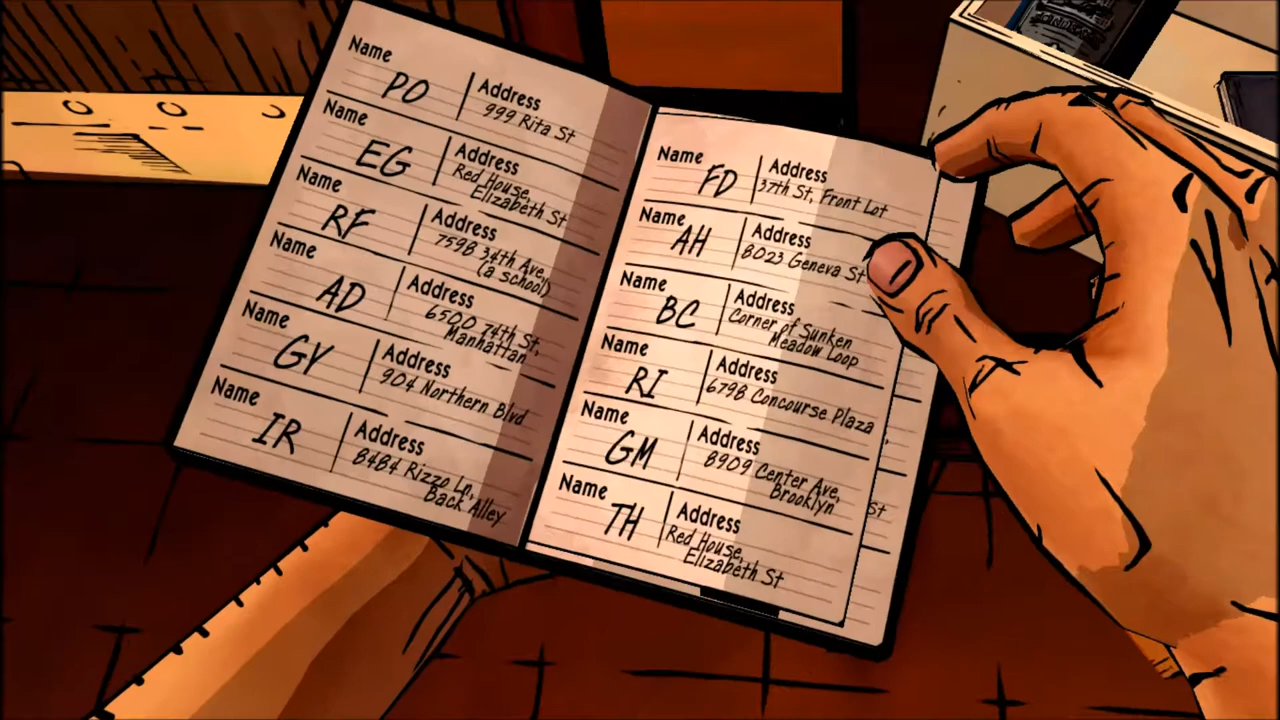 Name
PO
Address
999 Rita St
Name
EG
Address
Red House,
Elizabeth St
Name
RF
Address
759B 34th Ave,
(a school)
Name
AD
Address
6500 74th St,
Manhattan
Name
GY
Address
904 Northern Blvd
Name
IR
Address
84B4 Rizzo Ln,
Back Alley
Name
FD
Address
37th St, Front Lot
Name
AH
Address
8023 Geneva St
Name
BC
Address
Corner of Sunken
Meadow Loop
Name
RI
Address
679B Concourse Plaza
Name
GM
Address
8909 Center Ave,
Brooklyn
Name
TH
Address
Red House,
Elizabeth St
St